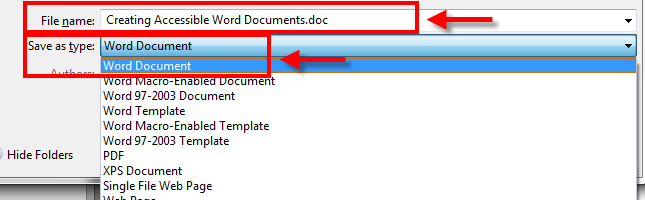 File name: Creating Accessible Word Documents.doc
Save as type: Word Document
Word Document
Authors:
Word Macro-Enabled Document
Word 97-2003 Document
Word Template
Word Macro-Enabled Template
Word 97-2003 Template
Hide Folders
PDF
XPS Document
Single File Web Page
Web Page